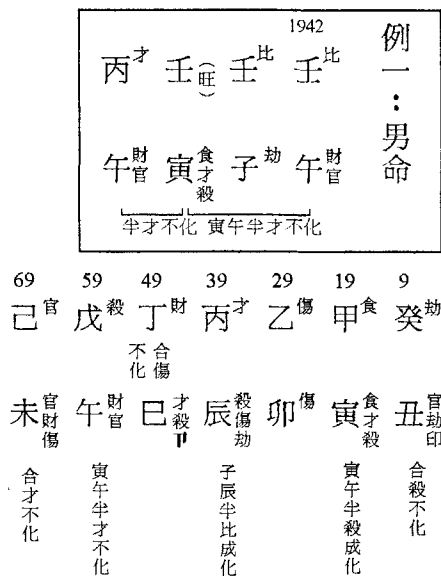 例一：男命
1942
丙才 壬(旺) 壬比 壬比
午財官 寅食才殺 子劫 午財官
半才不化 寅午半才不化
69 59 49 39 29 19 9
己官 戊殺 丁財 丙才 乙傷 甲食 癸劫
合傷不化
未官財傷 午財官 巳才殺 辰殺傷劫 卯傷 寅食才殺 丑官劫印
合才不化 寅午半才不化 子辰半比成化 寅午半殺成化 合殺不化